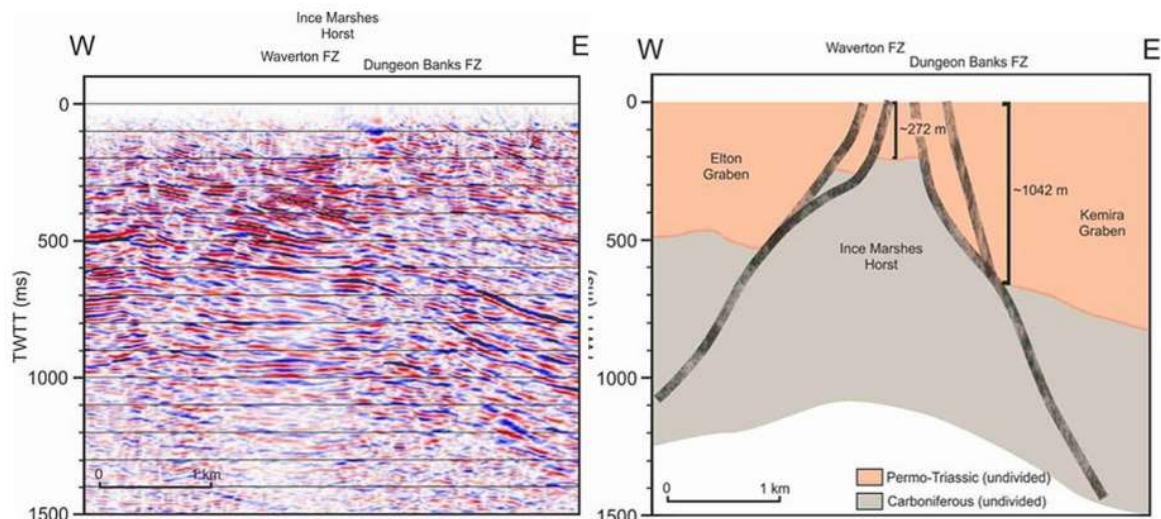 Ince Marshes
Horst
W
E
Waverton FZ
Dungeon Banks FZ
0
500
1000
1500
TWTT (ms)
0
1 km
W
E
Waverton FZ
Dungeon Banks FZ
0
500
1000
1500
TWTT (ms)
~272 m
Elton
Graben
~1042 m
Kemira
Graben
Ince Marshes
Horst
0
1 km
Permo-Triassic (undivided)
Carboniferous (undivided)